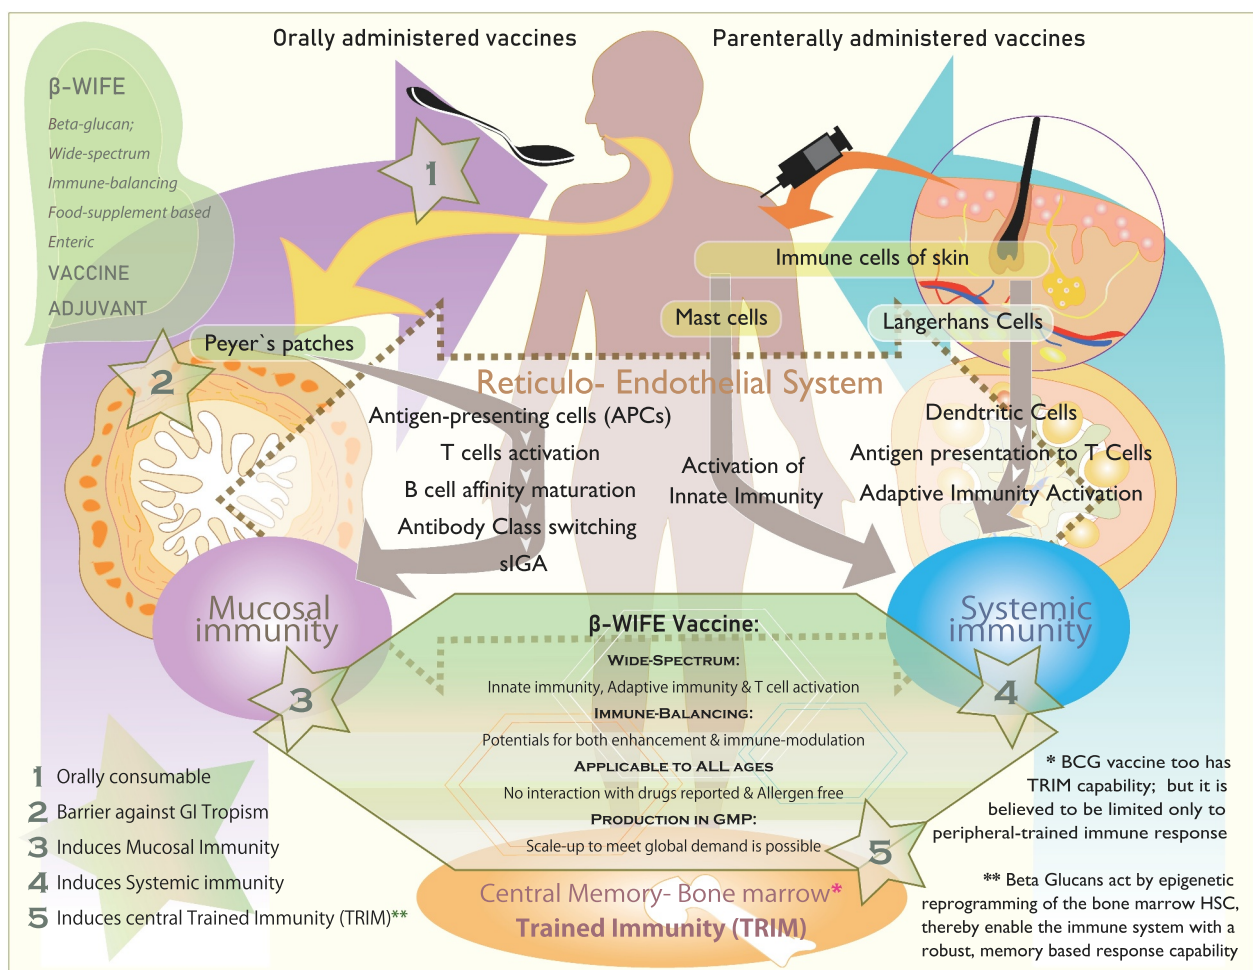 Orally administered vaccines
Parenterally administered vaccines
β-WIFE
Beta-glucan;
Wide-spectrum
Immune-balancing
Food-supplement based
Enteric
VACCINE
ADJUVANT
1
Immune cells of skin
Mast cells
Langerhans Cells
Peyer`s patches
2
Reticulo- Endothelial System
Antigen-presenting cells (APCs)
T cells activation
B cell affinity maturation
Antibody Class switching
sIGA
Activation of
Innate Immunity
Dendtritic Cells
Antigen presentation to T Cells
Adaptive Immunity Activation
Mucosal
immunity
Systemic
immunity
3
4
β-WIFE Vaccine:
WIDE-SPECTRUM:
Innate immunity, Adaptive immunity & T cell activation
IMMUNE-BALANCING:
Potentials for both enhancement & immune-modulation
APPLICABLE TO ALL AGES
No interaction with drugs reported & Allergen free
PRODUCTION IN GMP:
Scale-up to meet global demand is possible
5
Central Memory- Bone marrow*
Trained Immunity (TRIM)
1 Orally consumable
2 Barrier against GI Tropism
3 Induces Mucosal Immunity
4 Induces Systemic immunity
5 Induces central Trained Immunity (TRIM)**
* BCG vaccine too has
TRIM capability; but it is
believed to be limited only to
peripheral-trained immune response
** Beta Glucans act by epigenetic
reprogramming of the bone marrow HSC,
thereby enable the immune system with a
robust, memory based response capability